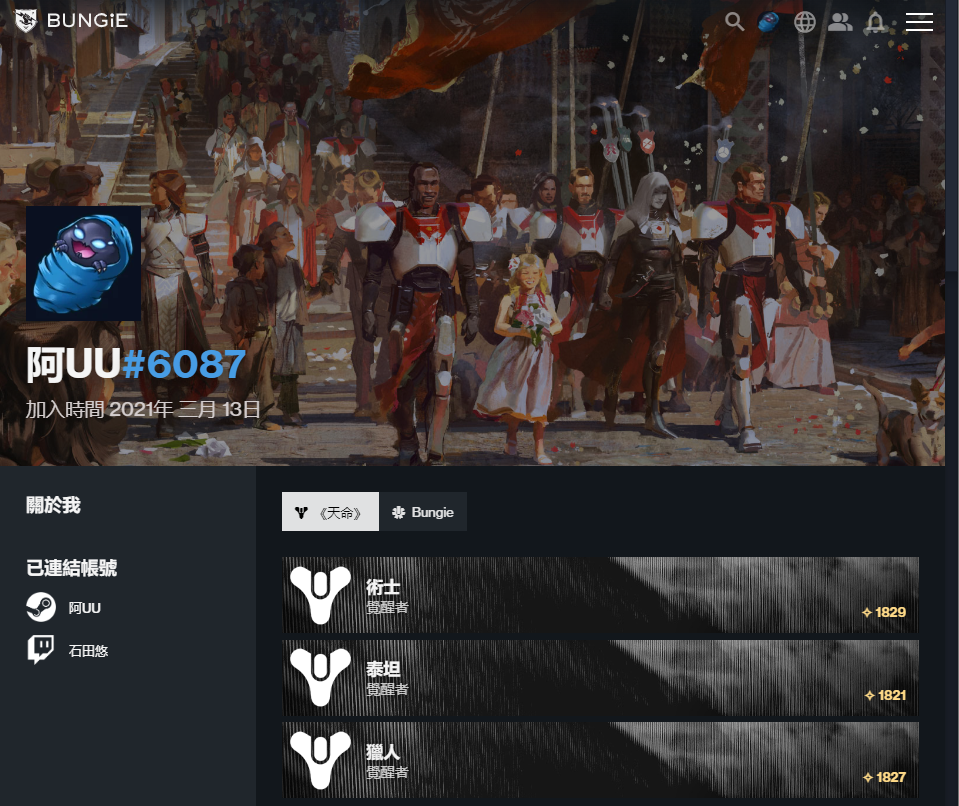 BUNGiE
阿UU#6087
加入時間 2021年 三月 13日
關於我
已連結帳號
阿UU
石田悠
《天命》
Bungie
術士
覺醒者
1829
泰坦
覺醒者
1821
獵人
覺醒者
1827